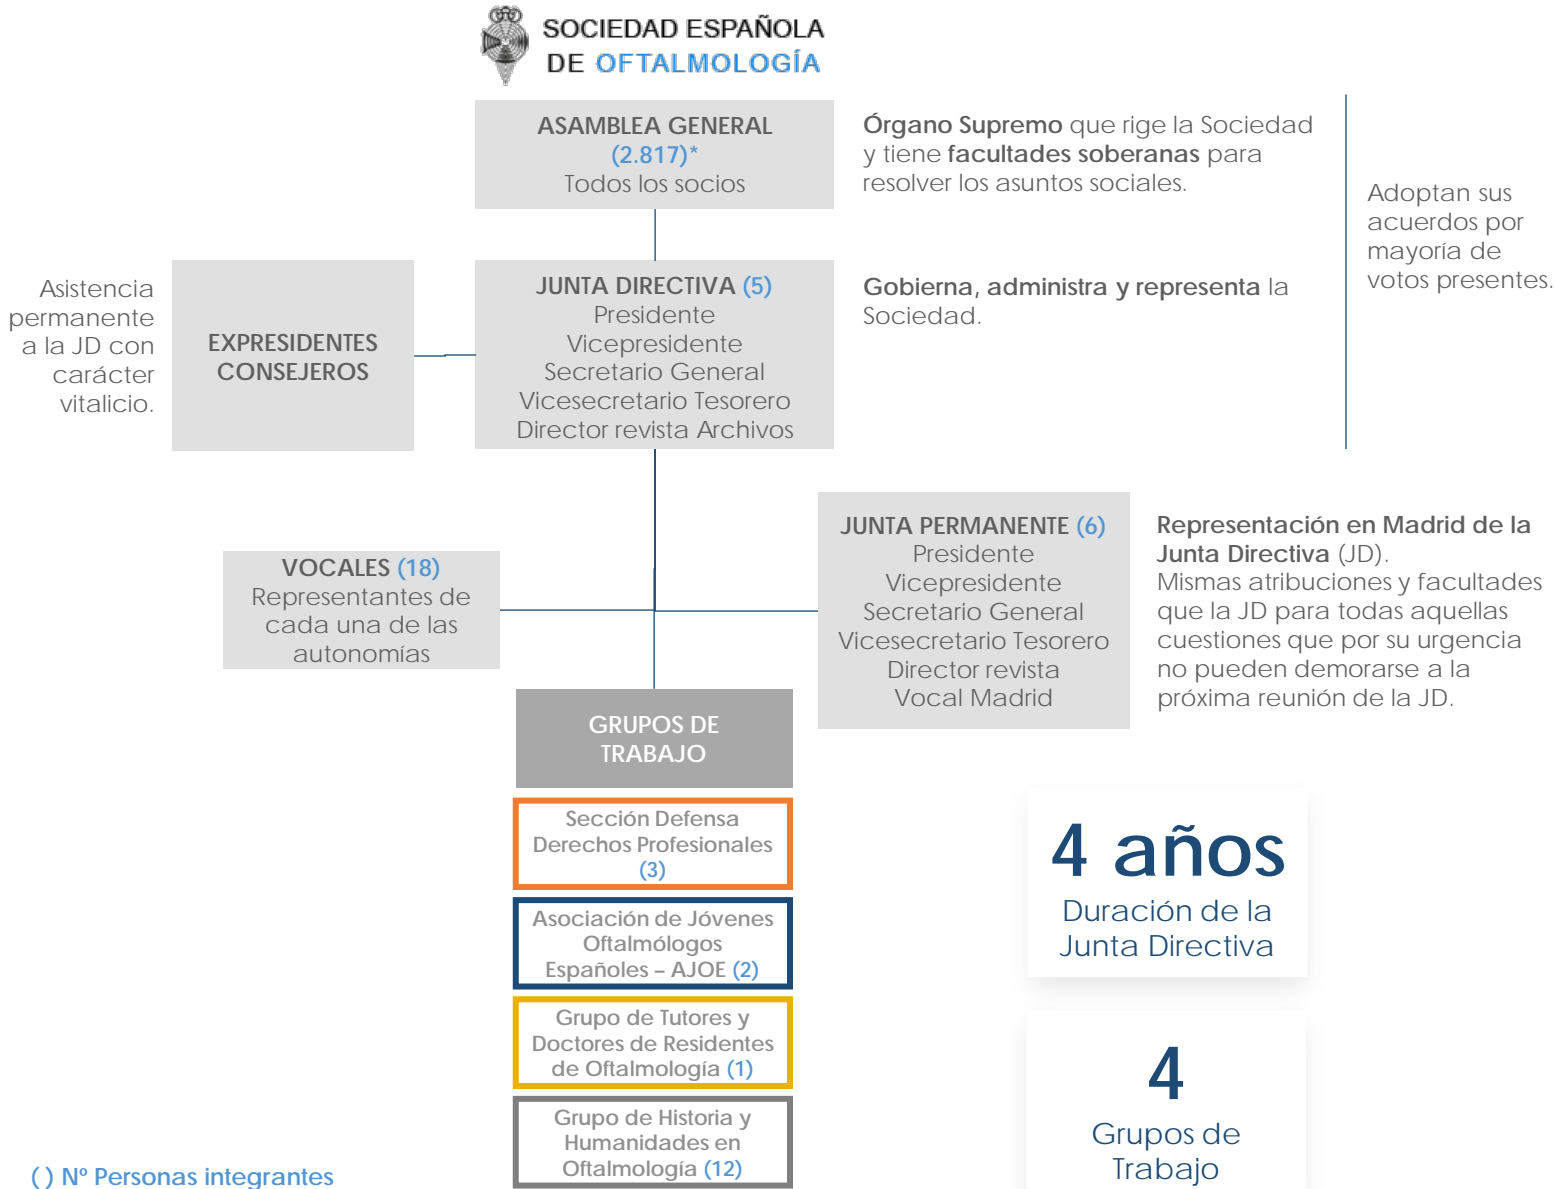 SOCIEDAD ESPAÑOLA
DE OFTALMOLOGÍA
ASAMBLEA GENERAL
(2.817)*
Todos los socios
Órgano Supremo que rige la Sociedad
y tiene facultades soberanas para
resolver los asuntos sociales.
Adoptan sus
acuerdos por
mayoría de
votos presentes.
Asistencia
permanente
a la JD con
carácter
vitalicio.
EXPRESIDENTES
CONSEJEROS
JUNTA DIRECTIVA (5)
Presidente
Vicepresidente
Secretario General
Vicesecretario Tesorero
Director revista Archivos
Gobierna, administra y representa la
Sociedad.
VOCALES (18)
Representantes de
cada una de las
autonomías
JUNTA PERMANENTE (6)
Presidente
Vicepresidente
Secretario General
Vicesecretario Tesorero
Director revista
Vocal Madrid
Representación en Madrid de la
Junta Directiva (JD).
Mismas atribuciones y facultades
que la JD para todas aquellas
cuestiones que por su urgencia
no pueden demorarse a la
próxima reunión de la JD.
GRUPOS DE
TRABAJO
Sección Defensa
Derechos Profesionales
(3)
Asociación de Jóvenes
Oftalmólogos
Españoles – AJOE (2)
Grupo de Tutores y
Doctores de Residentes
de Oftalmología (1)
Grupo de Historia y
Humanidades en
Oftalmología (12)
4 años
Duración de la
Junta Directiva
4
Grupos de
Trabajo
( ) Nº Personas integrantes